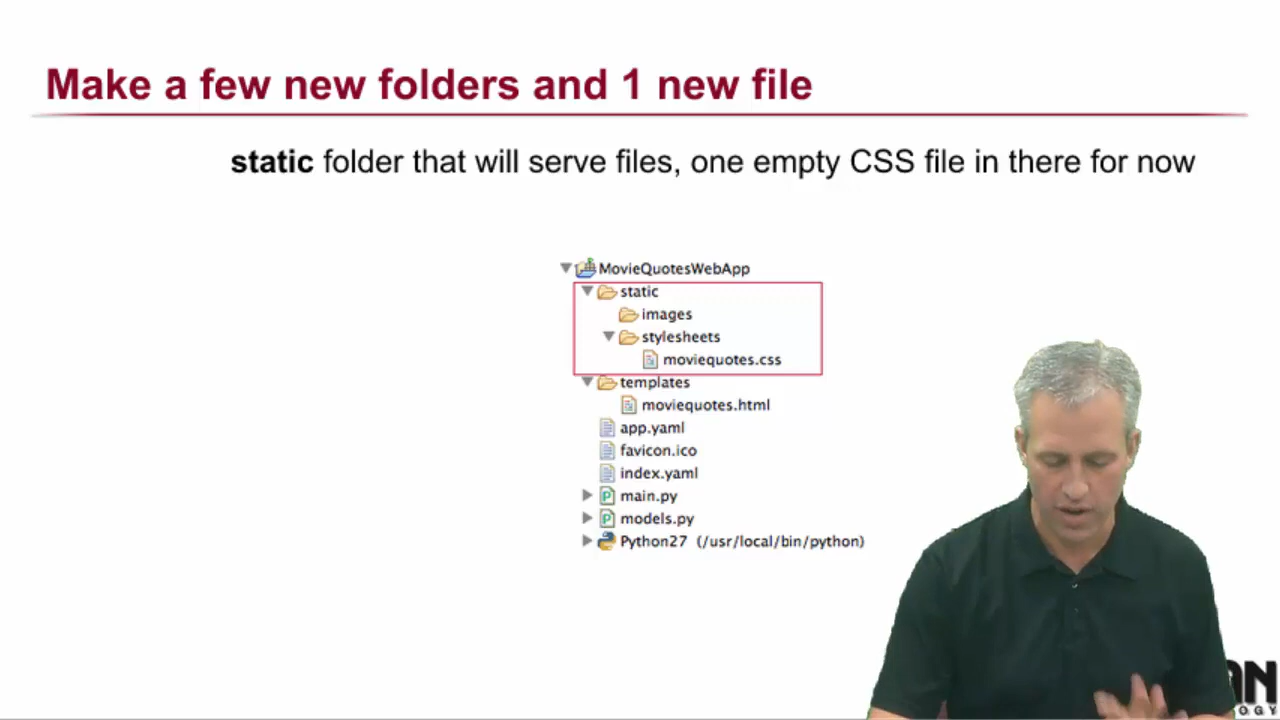 Make a few new folders and 1 new file
static folder that will serve files, one empty CSS file in there for now
MovieQuotesWebApp
static
images
stylesheets
moviequotes.css
templates
moviequotes.html
app.yaml
favicon.ico
index.yaml
main.py
models.py
Python27 (/usr/local/bin/python)